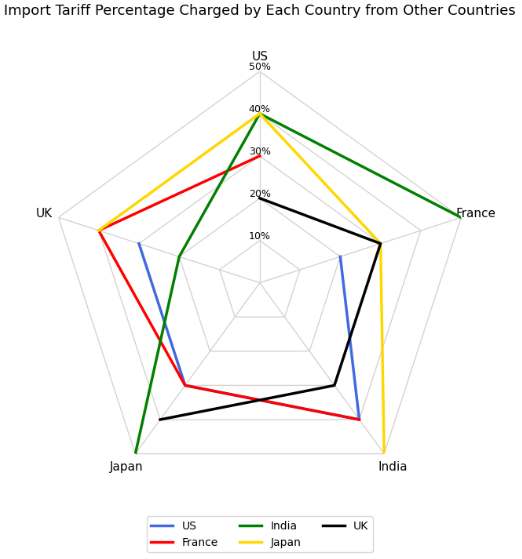 Import Tariff Percentage Charged by Each Country from Other Countries
US
50%
40%
30%
20%
10%
UK
France
Japan
India
US
India
UK
France
Japan